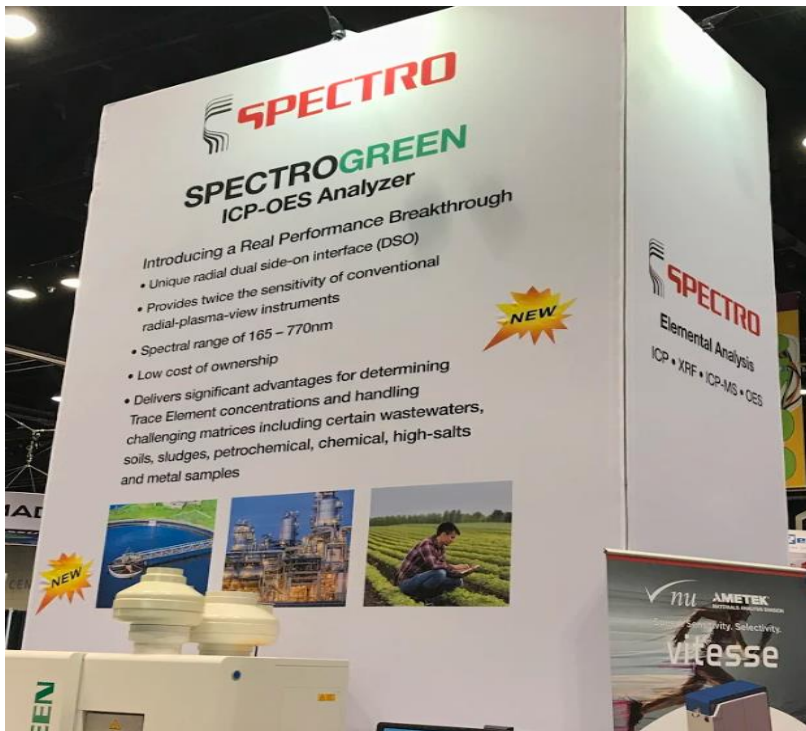 SPECTRO
SPECTROGREEN
ICP-OES Analyzer
Introducing a Real Performance Breakthrough
• Unique radial dual side-on interface (DSO)
• Provides twice the sensitivity of conventional
radial-plasma-view instruments
• Spectral range of 165 – 770nm
• Low cost of ownership
• Delivers significant advantages for determining
Trace Element concentrations and handling
challenging matrices including certain wastewaters,
soils, sludges, petrochemical, chemical, high-salts
and metal samples
NEW
NEW
SPECTRO
Elemental Analysis
ICP • XRF • ICP-MS • OES
nu AMETEK
MATERIALS ANALYSIS DIVISION
Sensitivity. Selectivity.
vitesse